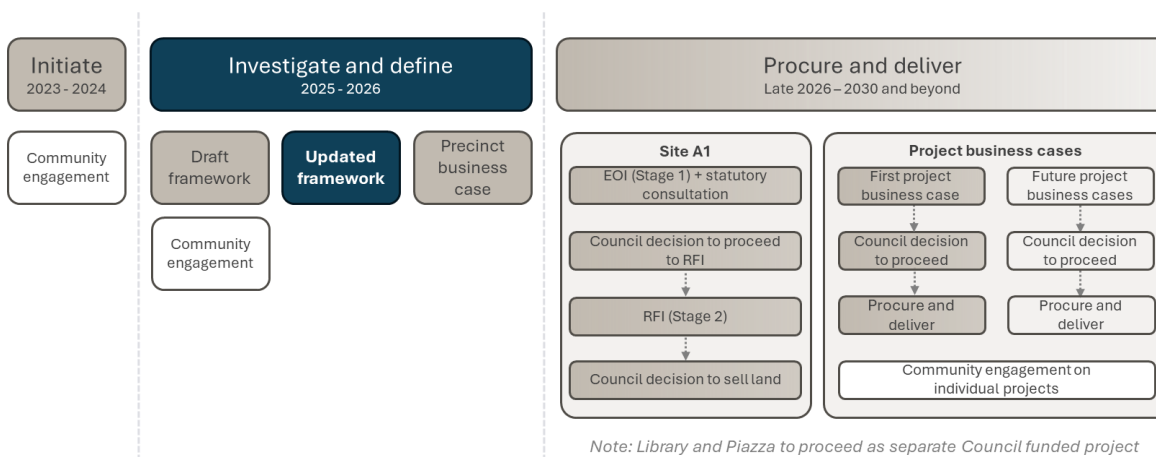 Initiate
2023 - 2024
Investigate and define
2025 - 2026
Procure and deliver
Late 2026 – 2030 and beyond
Community
engagement
Draft
framework
Updated
framework
Precinct
business
case
Community
engagement
Site A1
EOI (Stage 1) + statutory
consultation
Council decision to proceed
to RFI
RFI (Stage 2)
Council decision to sell land
Project business cases
First project
business case
Future project
business cases
Council decision
to proceed
Council decision
to proceed
Procure and
deliver
Procure and
deliver
Community engagement on
individual projects
Note: Library and Piazza to proceed as separate Council funded project